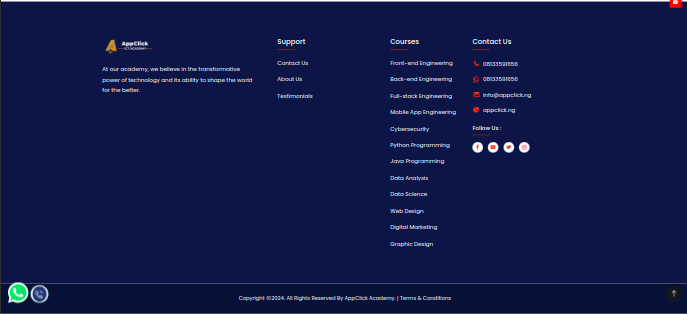 AppClick
ICT ACADEMY
At our academy, we believe in the transformative
power of technology and its ability to shape the world
for the better.
Support
Contact Us
About Us
Testimonials
Courses
Front-end Engineering
Back-end Engineering
Full-stack Engineering
Mobile App Engineering
Cybersecurity
Python Programming
Java Programming
Data Analysis
Data Science
Web Design
Digital Marketing
Graphic Design
Contact Us
08133591656
08133591656
info@appclick.ng
appclick.ng
Follow Us :
Copyright ©2024. All Rights Reserved By AppClick Academy. | Terms & Conditions